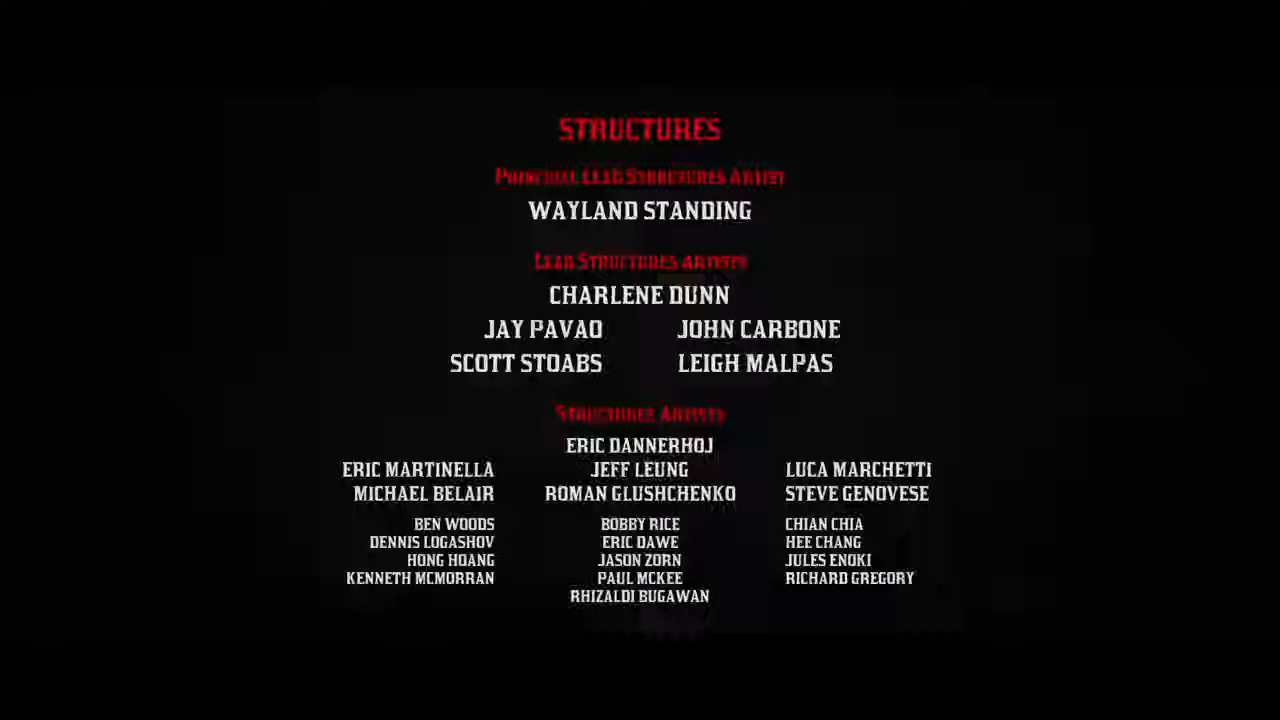 STRUCTURES
PRINCIPAL LEAD STRUCTURES ARTIST
WAYLAND STANDING
LEAD STRUCTURES ARTISTS
CHARLENE DUNN
JAY PAVAO JOHN CARBONE
SCOTT STOABS LEIGH MALPAS
STRUCTURES ARTISTS
ERIC DANNERHOJ
ERIC MARTINELLA JEFF LEUNG LUCA MARCHETTI
MICHAEL BELAIR ROMAN GLUSHCHENKO STEVE GENOVESE
BEN WOODS BOBBY RICE CHIAN CHIA
DENNIS LOGASHOV ERIC DAWE HEE CHANG
HONG HOANG JASON ZORN JULES ENOKI
KENNETH MCMORRAN PAUL MCKEE RICHARD GREGORY
RHIZALDI BUGAWAN